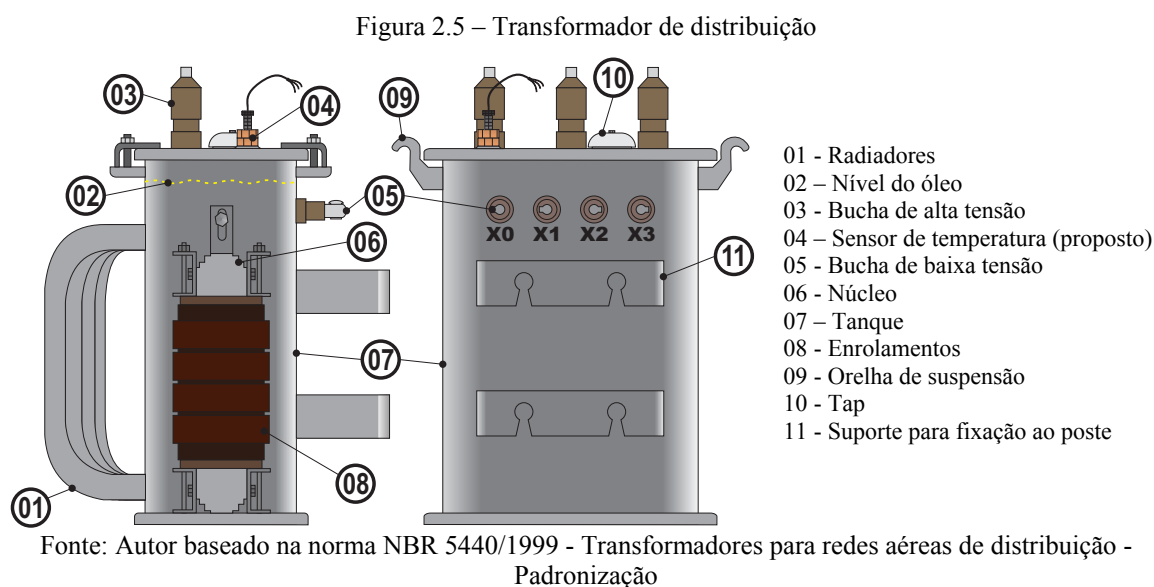 Figura 2.5 – Transformador de distribuição
03
04
09
10
02
05
06
X0 X1 X2 X3
11
07
08
01
01 - Radiadores
02 – Nível do óleo
03 - Bucha de alta tensão
04 – Sensor de temperatura (proposto)
05 - Bucha de baixa tensão
06 - Núcleo
07 – Tanque
08 - Enrolamentos
09 - Orelha de suspensão
10 - Tap
11 - Suporte para fixação ao poste
Fonte: Autor baseado na norma NBR 5440/1999 - Transformadores para redes aéreas de distribuição -
Padronização